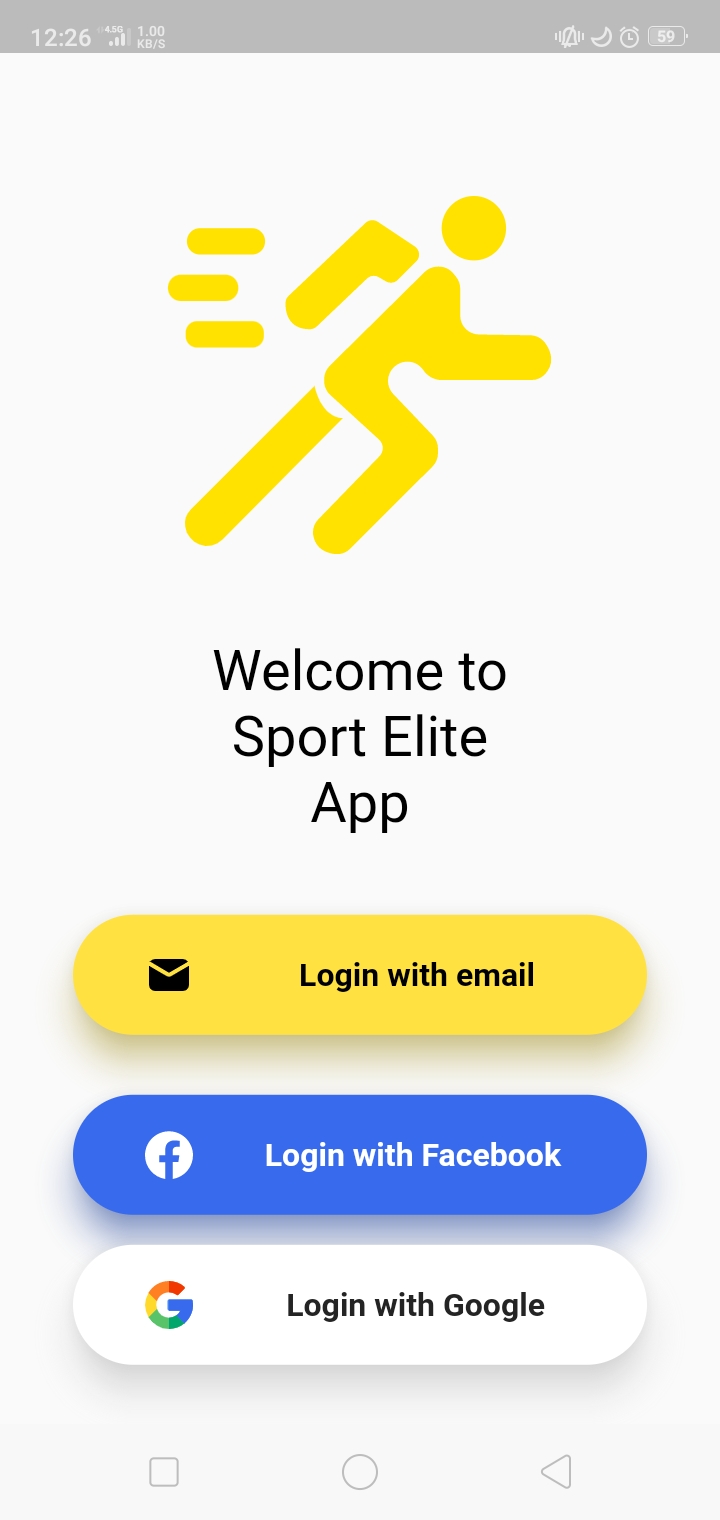 12:26 4.5G 1.00 KB/S 59
Welcome to
Sport Elite
App
Login with email
Login with Facebook
Login with Google